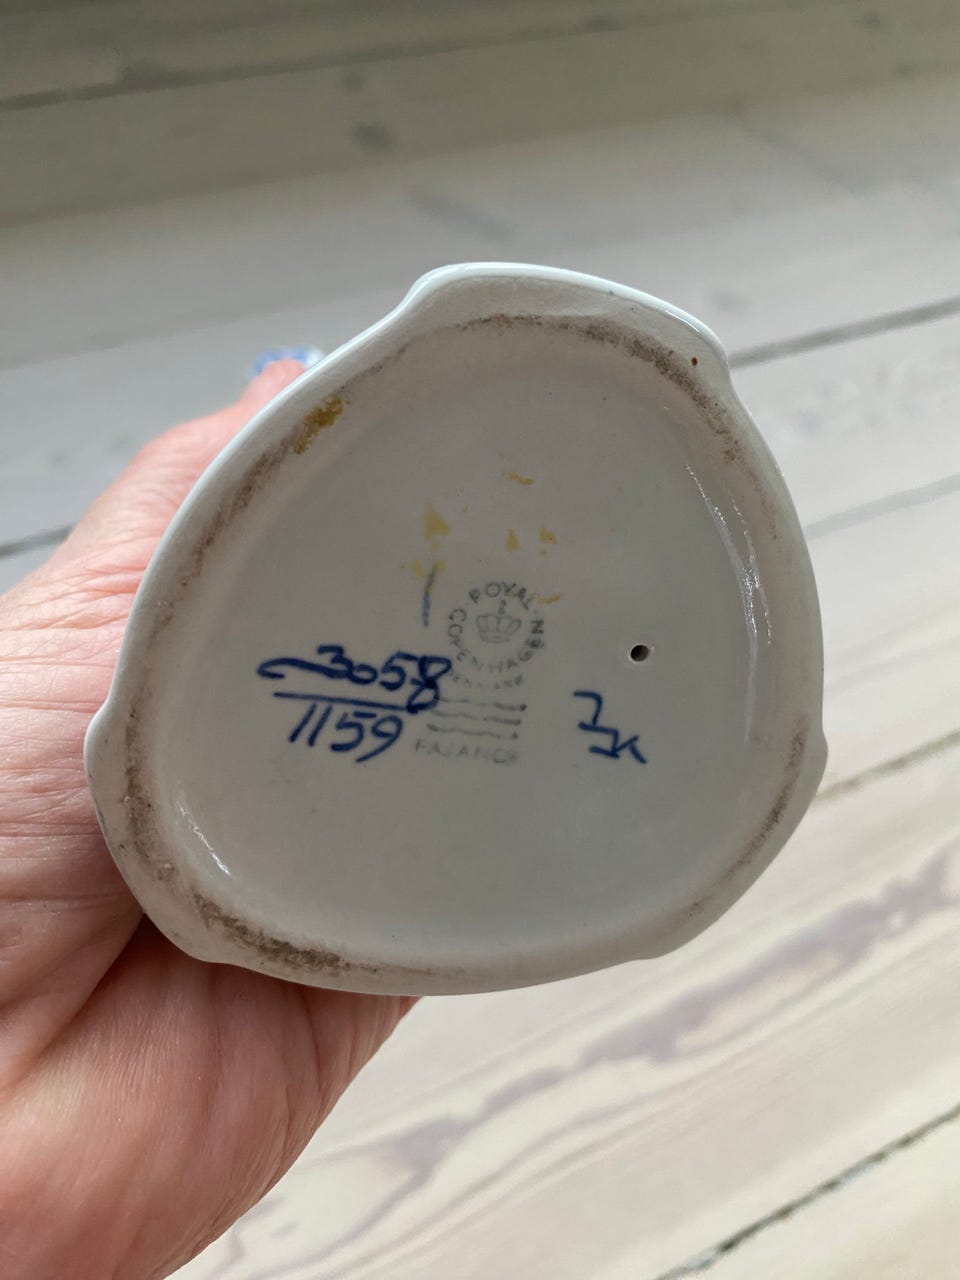 ROYAL COPENHAGEN
DENMARK
3058
1159
FAJANCE